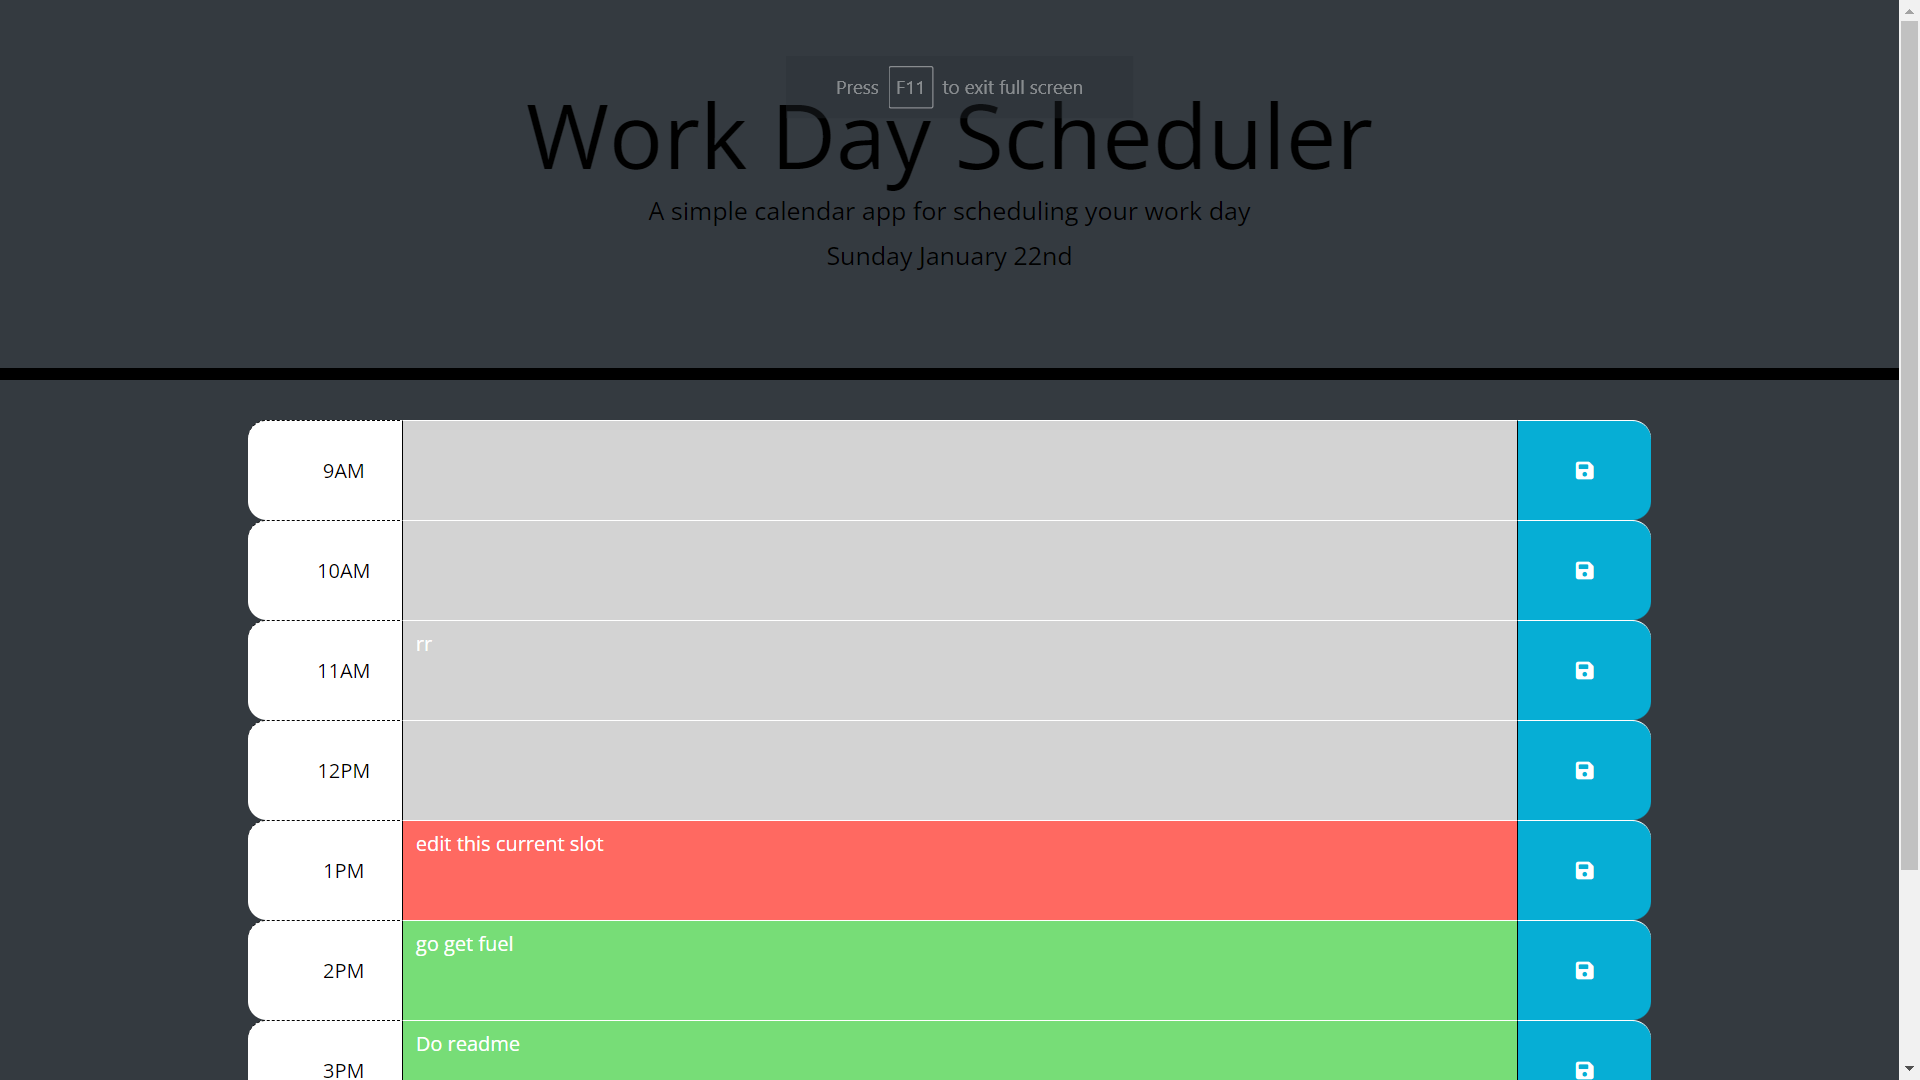 Press F11 to exit full screen
Work Day Scheduler
A simple calendar app for scheduling your work day
Sunday January 22nd
9AM
10AM
11AM rr
12PM
1PM edit this current slot
2PM go get fuel
3PM Do readme